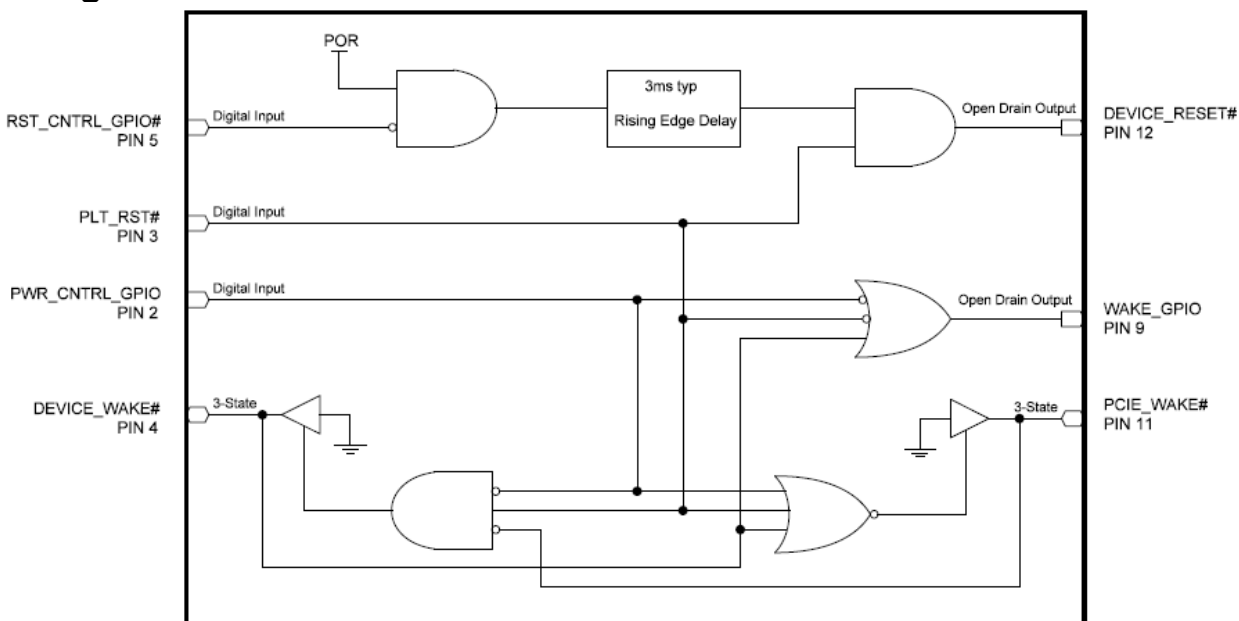 POR
3ms typ
Rising Edge Delay
RST_CNTRL_GPIO#
PIN 5
Digital Input
Open Drain Output
DEVICE_RESET#
PIN 12
PLT_RST#
PIN 3
Digital Input
PWR_CNTRL_GPIO
PIN 2
Digital Input
Open Drain Output
WAKE_GPIO
PIN 9
DEVICE_WAKE#
PIN 4
3-State
3-State
PCIE_WAKE#
PIN 11